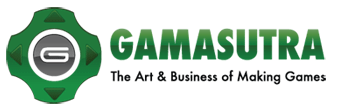 G
GAMASUTRA
The Art & Business of Making Games